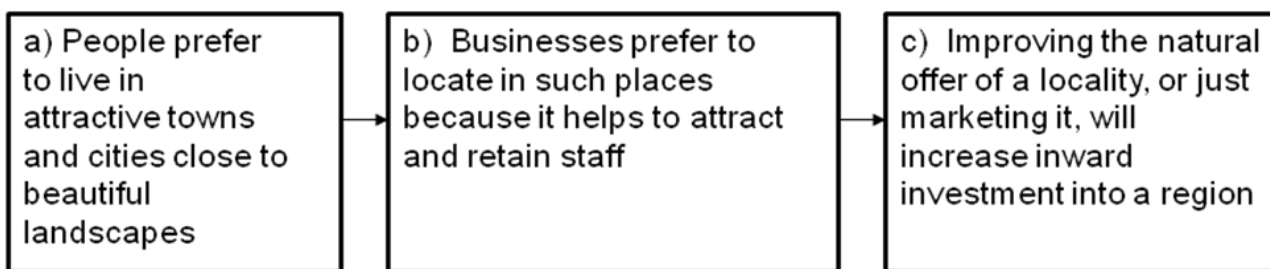 a) People prefer
to live in
attractive towns
and cities close to
beautiful
landscapes
b) Businesses prefer to
locate in such places
because it helps to attract
and retain staff
c) Improving the natural
offer of a locality, or just
marketing it, will
increase inward
investment into a region